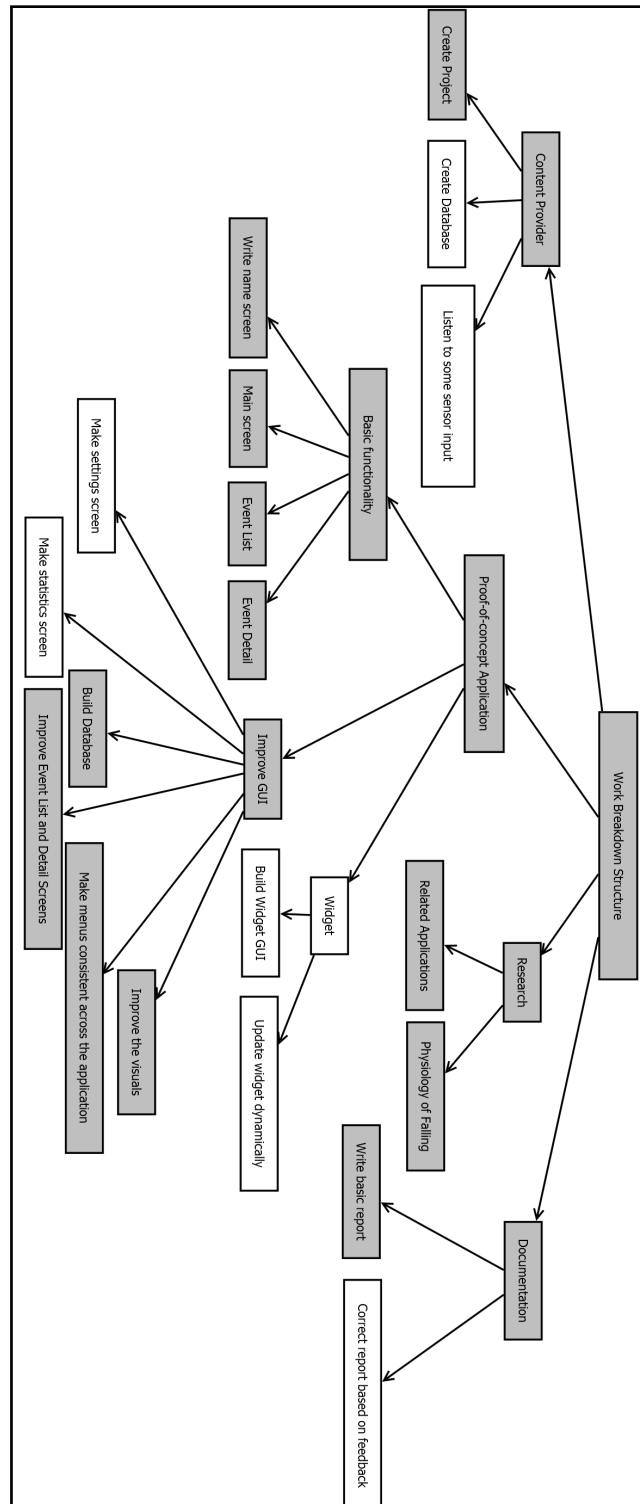 Work Breakdown Structure
Content Provider
Create Project
Create Database
Listen to some sensor input
Proof-of-concept Application
Basic functionality
Write name screen
Main screen
Event List
Event Detail
Improve GUI
Make settings screen
Make statistics screen
Build Database
Improve Event List and Detail Screens
Make menus consistent across the application
Improve the visuals
Widget
Build Widget GUI
Update widget dynamically
Research
Related Applications
Physiology of Falling
Documentation
Write basic report
Correct report based on feedback